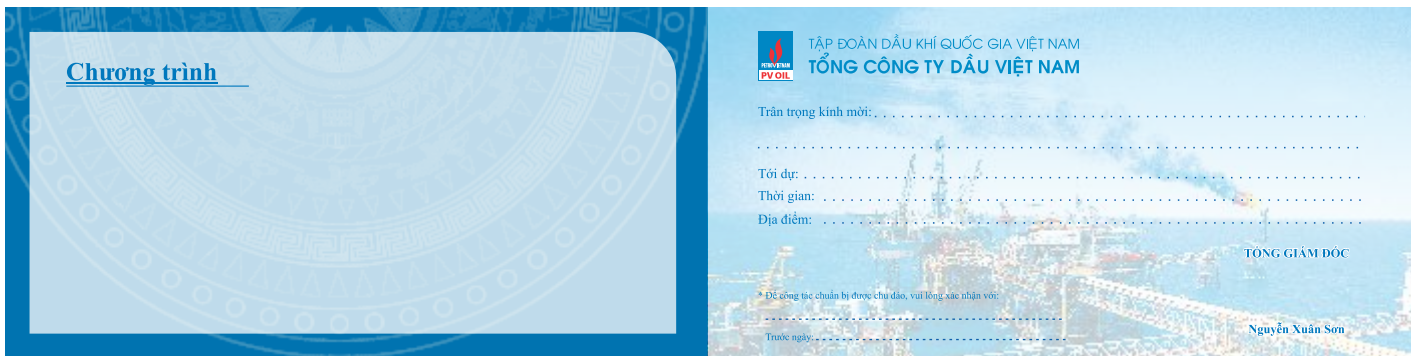 Chương trình
PETROVIETNAM
PV OIL
TẬP ĐOÀN DẦU KHÍ QUỐC GIA VIỆT NAM
TỔNG CÔNG TY DẦU VIỆT NAM
Trân trọng kính mời:
Tới dự:
Thời gian:
Địa điểm:
TỔNG GIÁM ĐỐC
* Để công tác chuẩn bị được chu đáo, vui lòng xác nhận với:
Trước ngày:
Nguyễn Xuân Sơn